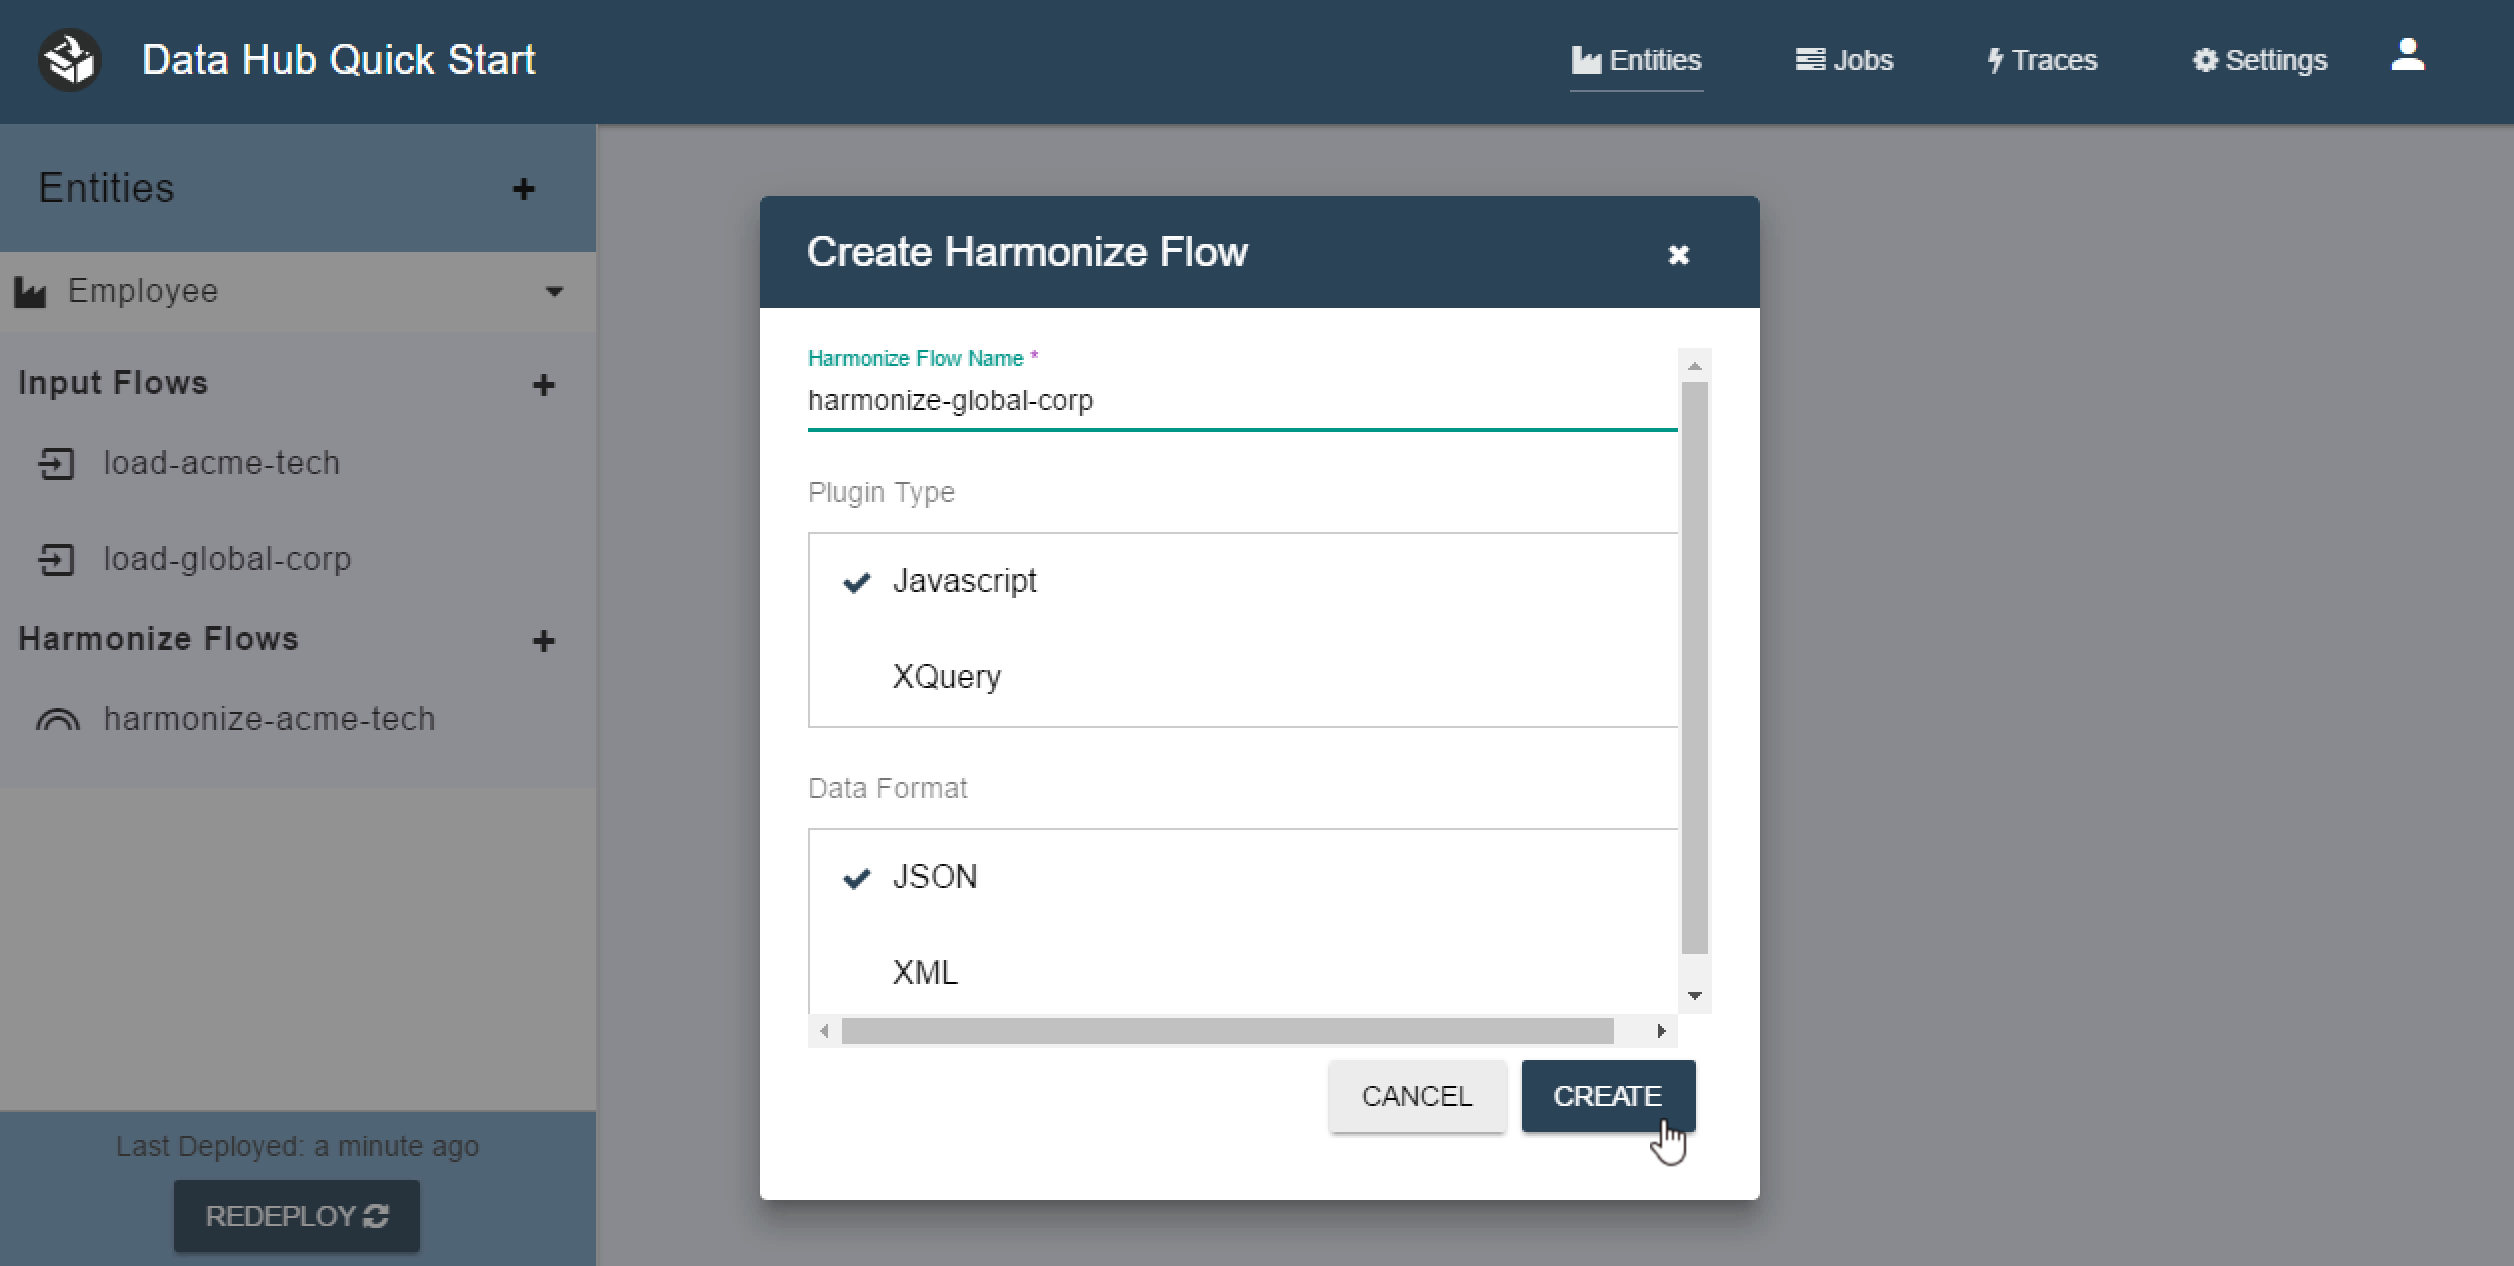 Data Hub Quick Start
Entities
Jobs
Traces
Settings
Entities
Employee
Input Flows
load-acme-tech
load-global-corp
Harmonize Flows
harmonize-acme-tech
Last Deployed: a minute ago
REDEPLOY
Create Harmonize Flow
Harmonize Flow Name *
harmonize-global-corp
Plugin Type
Javascript
XQuery
Data Format
JSON
XML
CANCEL
CREATE